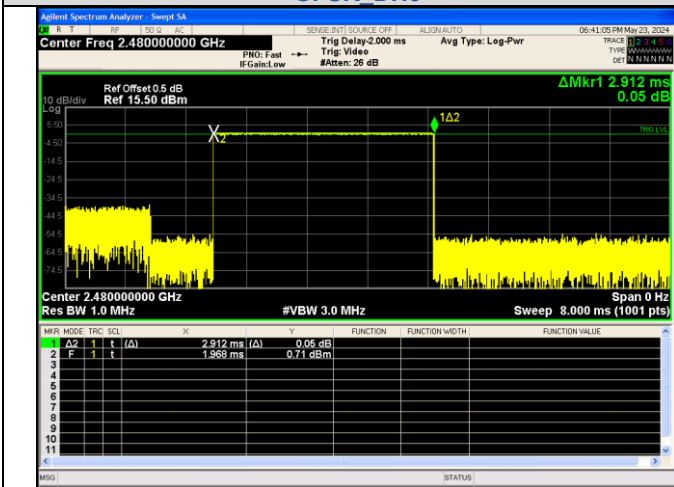 Agilent Spectrum Analyzer - Swept SA
R T RF 50 Ω AC SENSE:INT SOURCE OFF ALIGN AUTO 06:41:05 PM May 23, 2024
Center Freq 2.480000000 GHz
PNO: Fast
IFGain:Low
Trig Delay-2.000 ms
Trig: Video
#Atten: 26 dB
Avg Type: Log-Pwr
TRACE 1 2 3 4 5 6
TYPE W
DET N N N N N N
Ref Offset 0.5 dB
Ref 15.50 dBm
10 dB/div
Log
ΔMkr1 2.912 ms
0.05 dB
5.50
-4.50
-14.5
-24.5
-34.5
-44.5
-54.5
-64.5
-74.5
X2
1Δ2
TRIG LVL
Center 2.480000000 GHz
Res BW 1.0 MHz
#VBW 3.0 MHz
Span 0 Hz
Sweep 8.000 ms (1001 pts)
MKR MODE TRC SCL X Y FUNCTION FUNCTION WIDTH FUNCTION VALUE
1 Δ2 1 t (Δ) 2.912 ms (Δ) 0.05 dB
2 F 1 t 1.968 ms 0.71 dBm
3
4
5
6
7
8
9
10
11
MSG STATUS